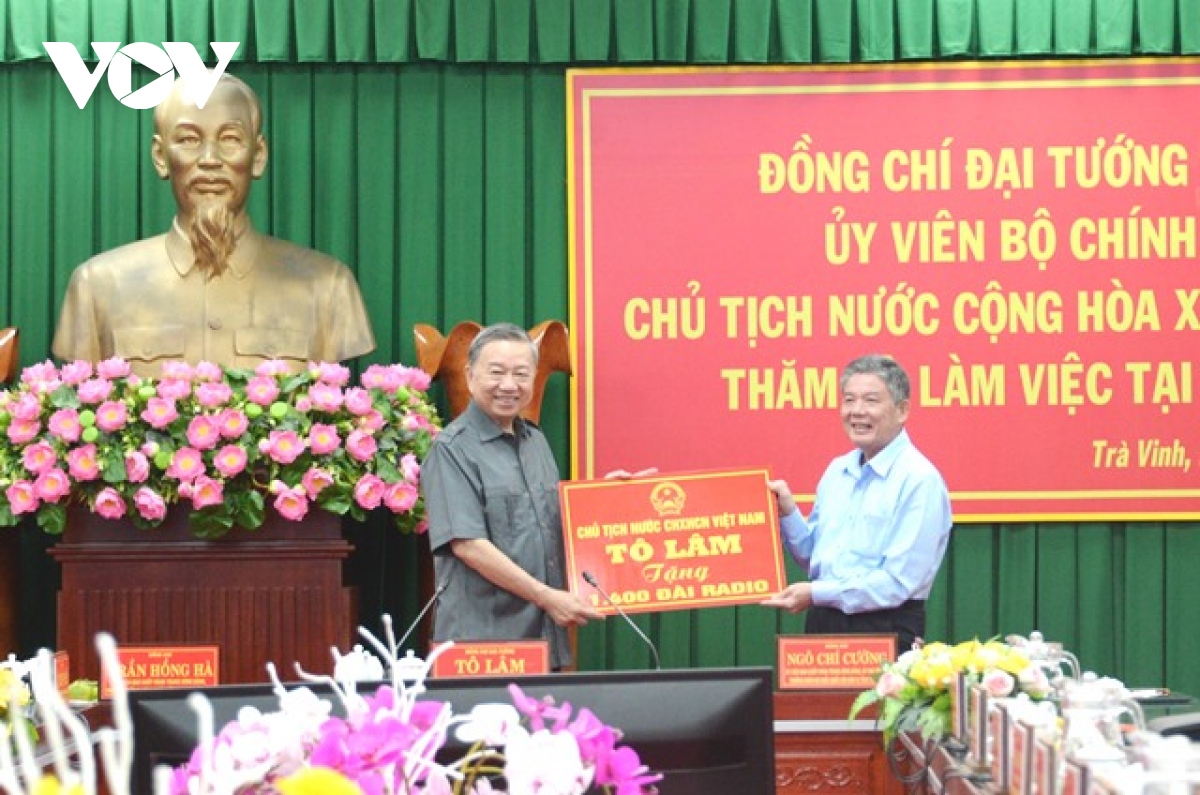 VOV
ĐỒNG CHÍ ĐẠI TƯỚNG
ỦY VIÊN BỘ CHÍNH
CHỦ TỊCH NƯỚC CỘNG HÒA X
THĂM LÀM VIỆC TẠI
Trà Vinh,
CHỦ TỊCH NƯỚC CHXHCN VIỆT NAM
TÔ LÂM
Tặng
1.600 ĐÀI RADIO
TRẦN HỒNG HÀ
TÔ LÂM
NGÔ CHÍ CƯỜNG